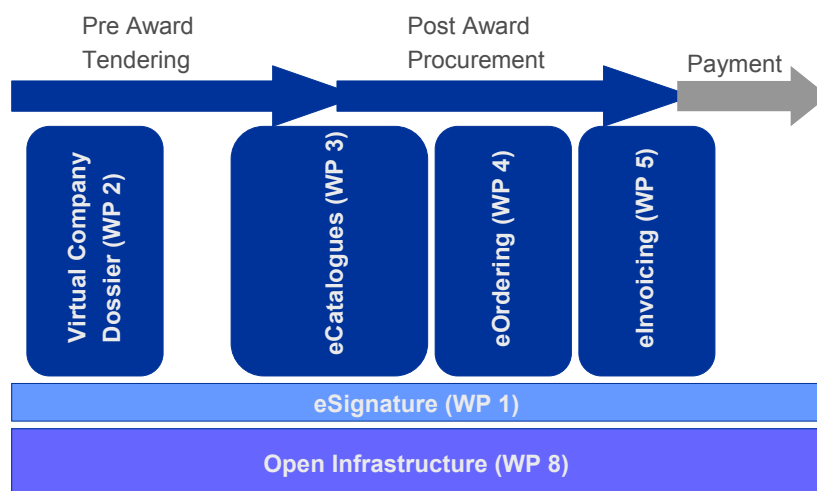 Pre Award
Tendering
Post Award
Procurement
Payment
Virtual Company
Dossier (WP 2)
eCatalogues (WP 3)
eOrdering (WP 4)
eInvoicing (WP 5)
eSignature (WP 1)
Open Infrastructure (WP 8)